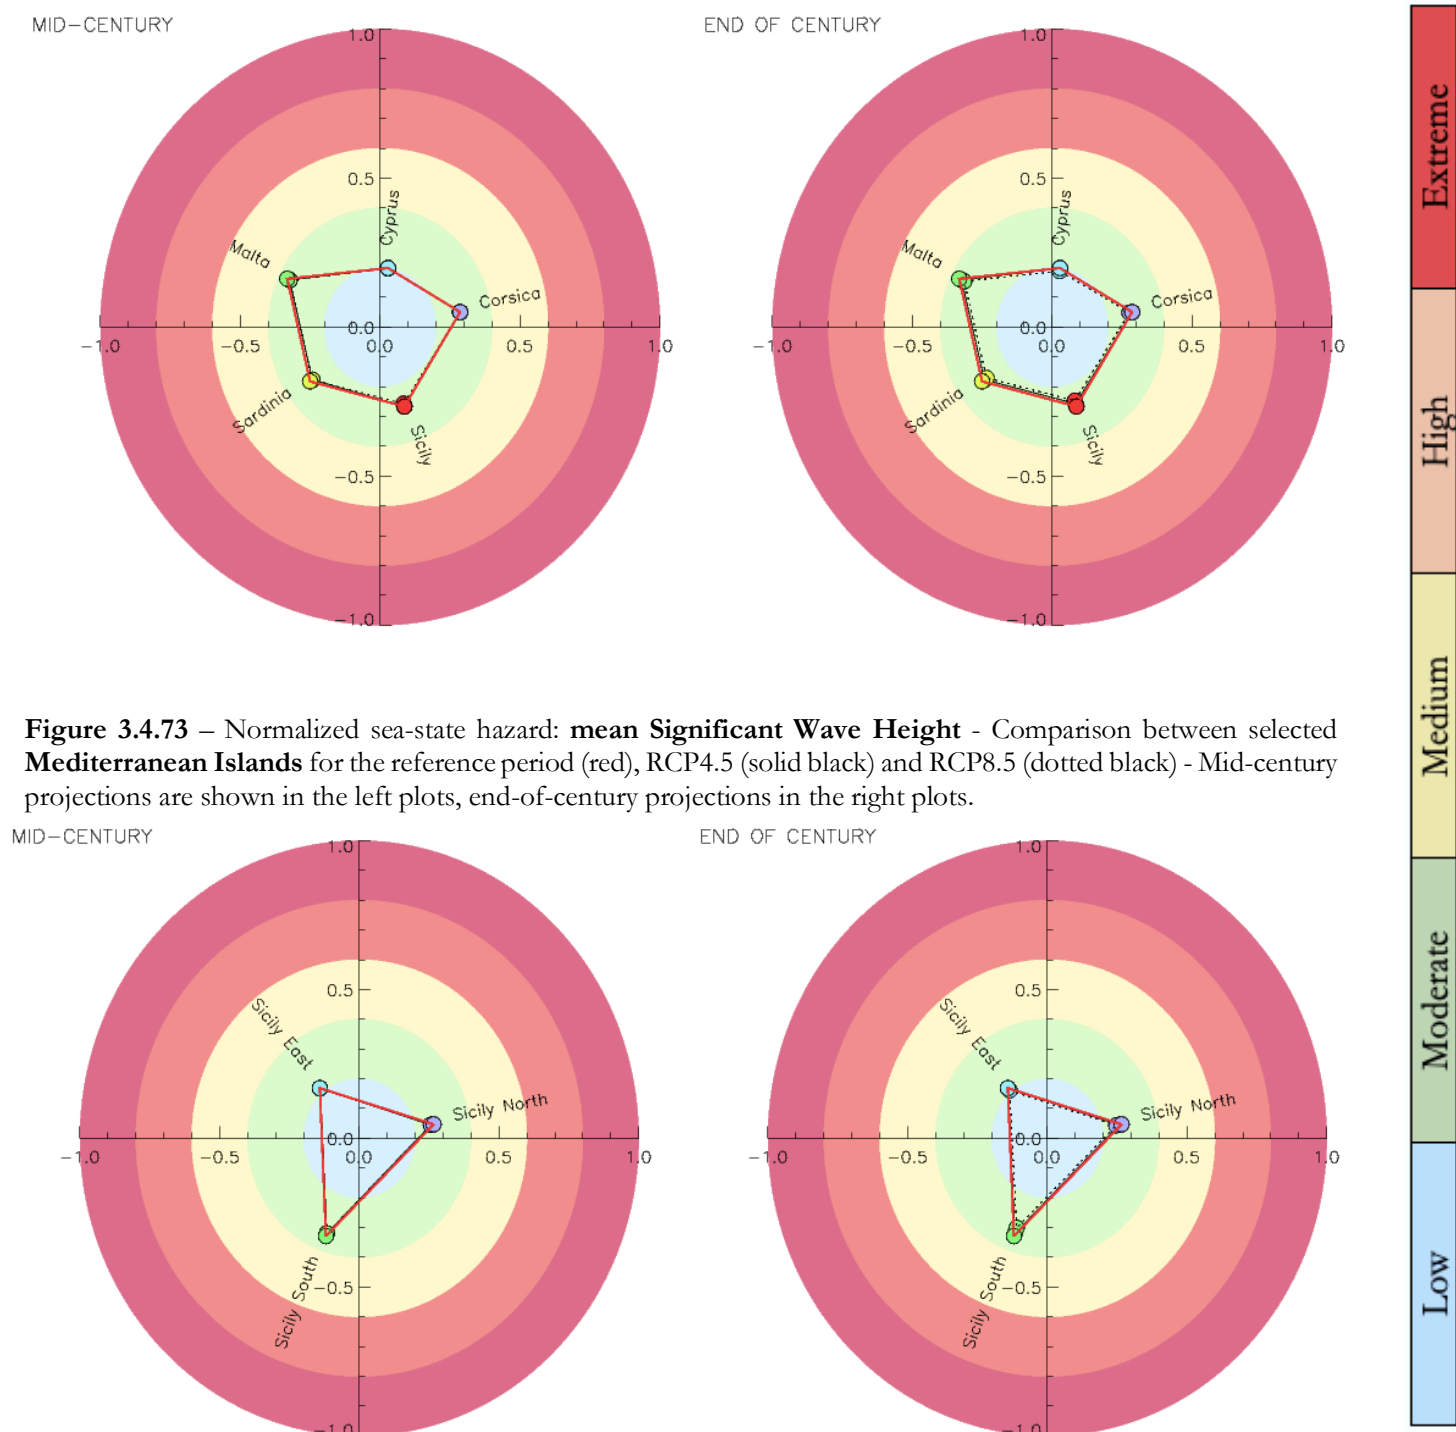 MID-CENTURY
END OF CENTURY
1.0
0.5
Cyprus
Malta
Corsica
0.0
-1.0
-0.5
0.0
0.5
1.0
Sardinia
Sicily
-0.5
-1.0
1.0
0.5
Cyprus
Malta
Corsica
0.0
-1.0
-0.5
0.0
0.5
1.0
Sardinia
Sicily
-0.5
-1.0
Figure 3.4.73 – Normalized sea-state hazard: mean Significant Wave Height - Comparison between selected
Mediterranean Islands for the reference period (red), RCP4.5 (solid black) and RCP8.5 (dotted black) - Mid-century
projections are shown in the left plots, end-of-century projections in the right plots.
MID-CENTURY
END OF CENTURY
1.0
0.5
Sicily East
Sicily North
0.0
-1.0
-0.5
0.0
0.5
1.0
Sicily South
-0.5
-1.0
1.0
0.5
Sicily East
Sicily North
0.0
-1.0
-0.5
0.0
0.5
1.0
Sicily South
-0.5
-1.0
Extreme
High
Medium
Moderate
Low